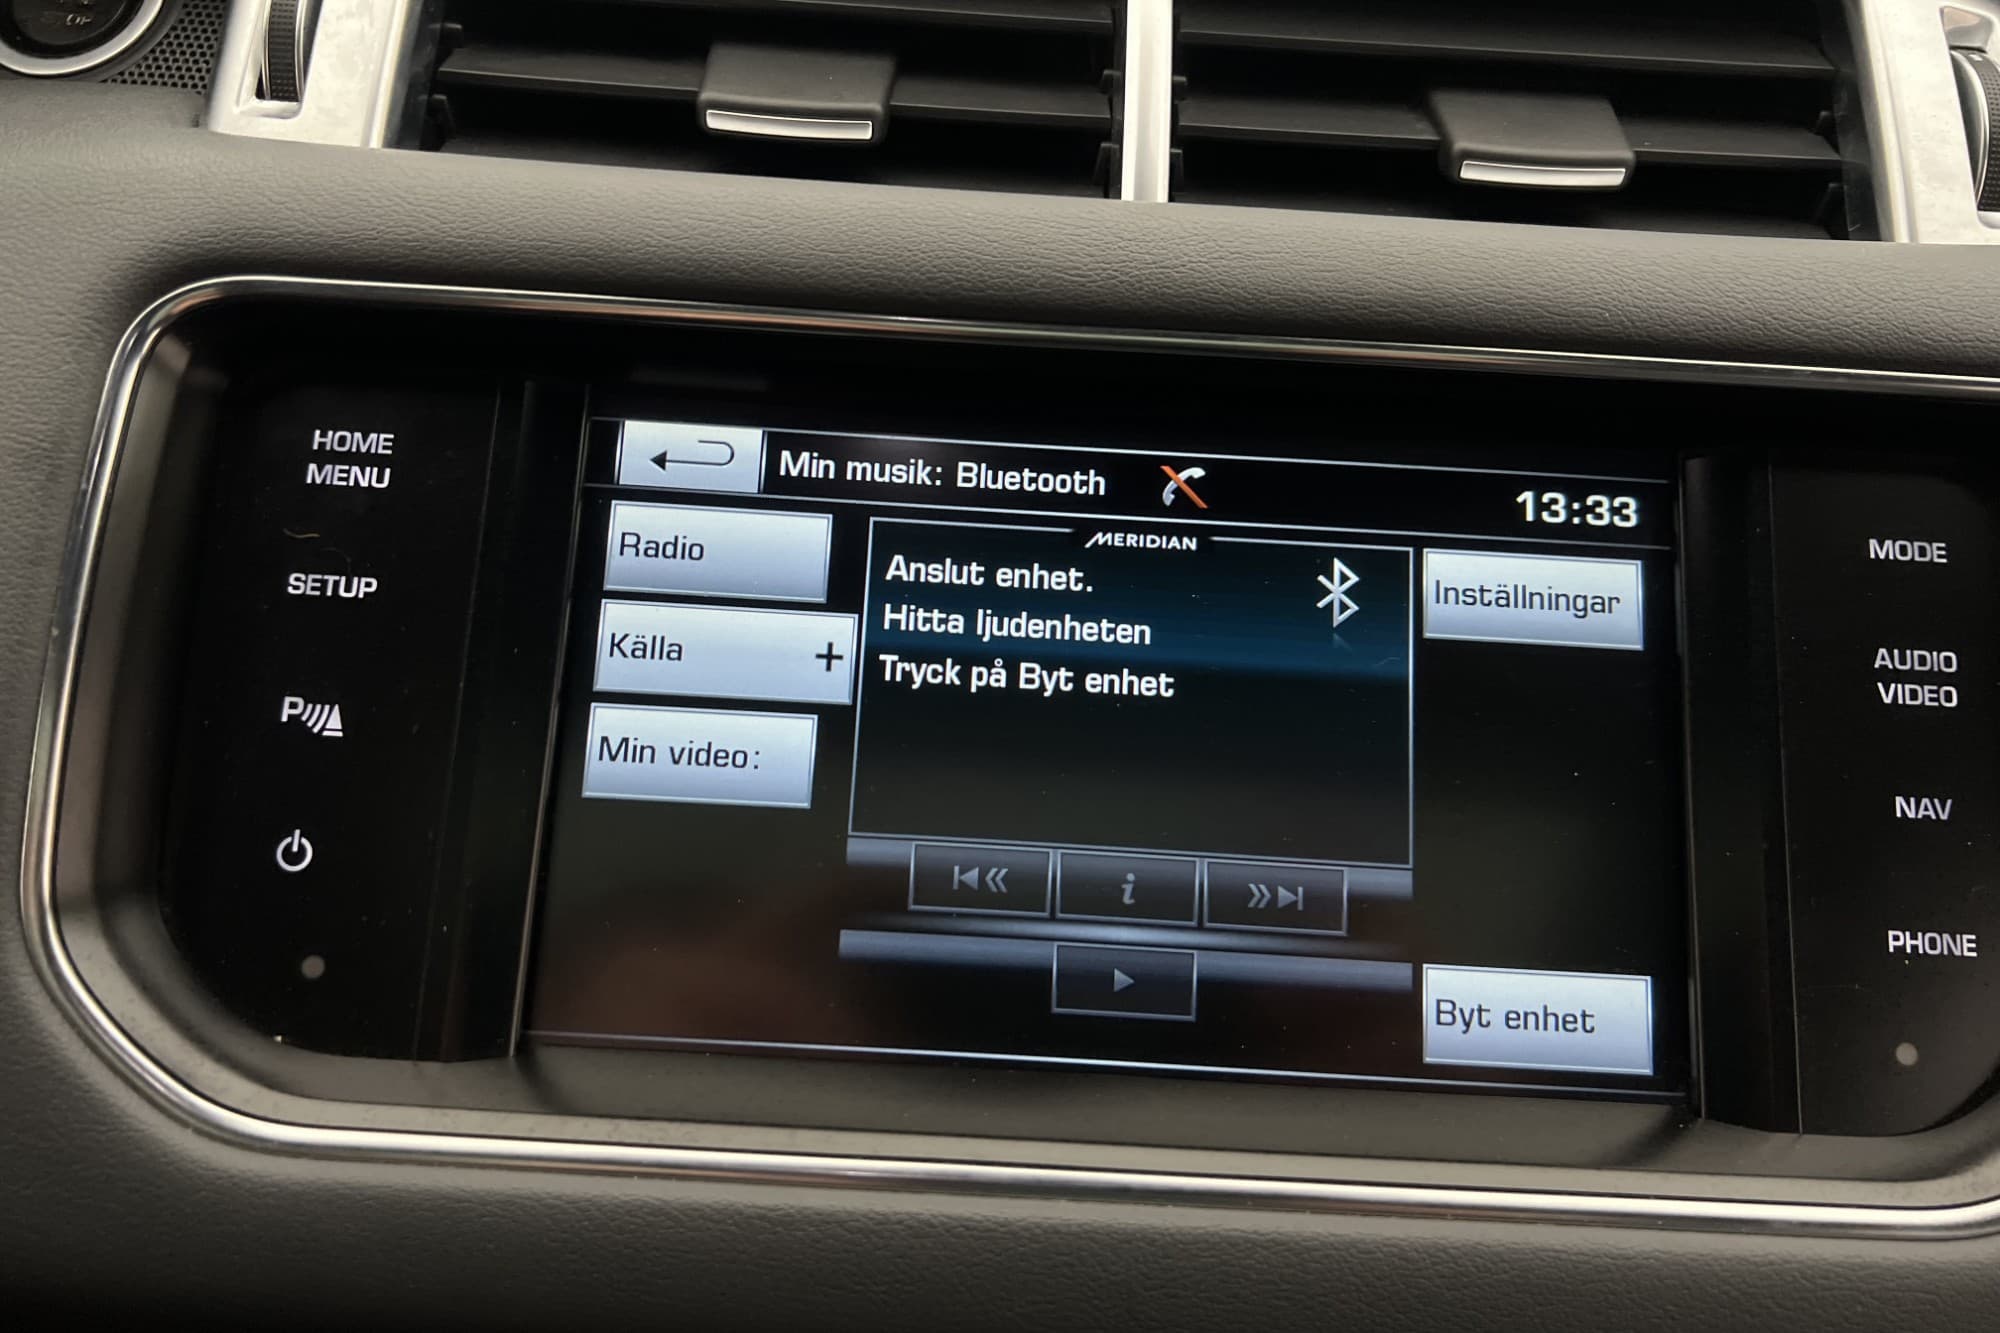 HOME
MENU
SETUP
P
Min musik: Bluetooth
13:33
Radio
Källa +
Min video:
MERIDIAN
Anslut enhet.
Hitta ljudenheten
Tryck på Byt enhet
i
Inställningar
Byt enhet
MODE
AUDIO
VIDEO
NAV
PHONE